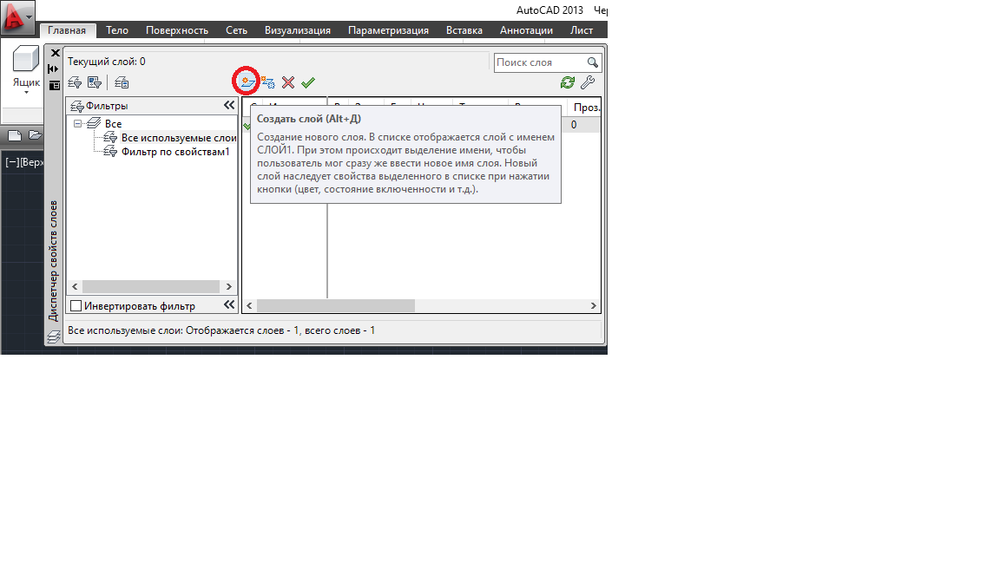 AutoCAD 2013
Главная Тело Поверхность Сеть Визуализация Параметризация Вставка Аннотации Лист
Ящик
Текущий слой: 0
Поиск слоя
Фильтры
Проз.
Все
0
Все используемые слои
Фильтр по свойствам1
Создать слой (Alt+Д)
Создание нового слоя. В списке отображается слой с именем
СЛОЙ1. При этом происходит выделение имени, чтобы
пользователь мог сразу же ввести новое имя слоя. Новый
слой наследует свойства выделенного в списке при нажатии
кнопки (цвет, состояние включенности и т.д.).
[−][Верх
Инвертировать фильтр
Диспетчер свойств слоев
Все используемые слои: Отображается слоев - 1, всего слоев - 1